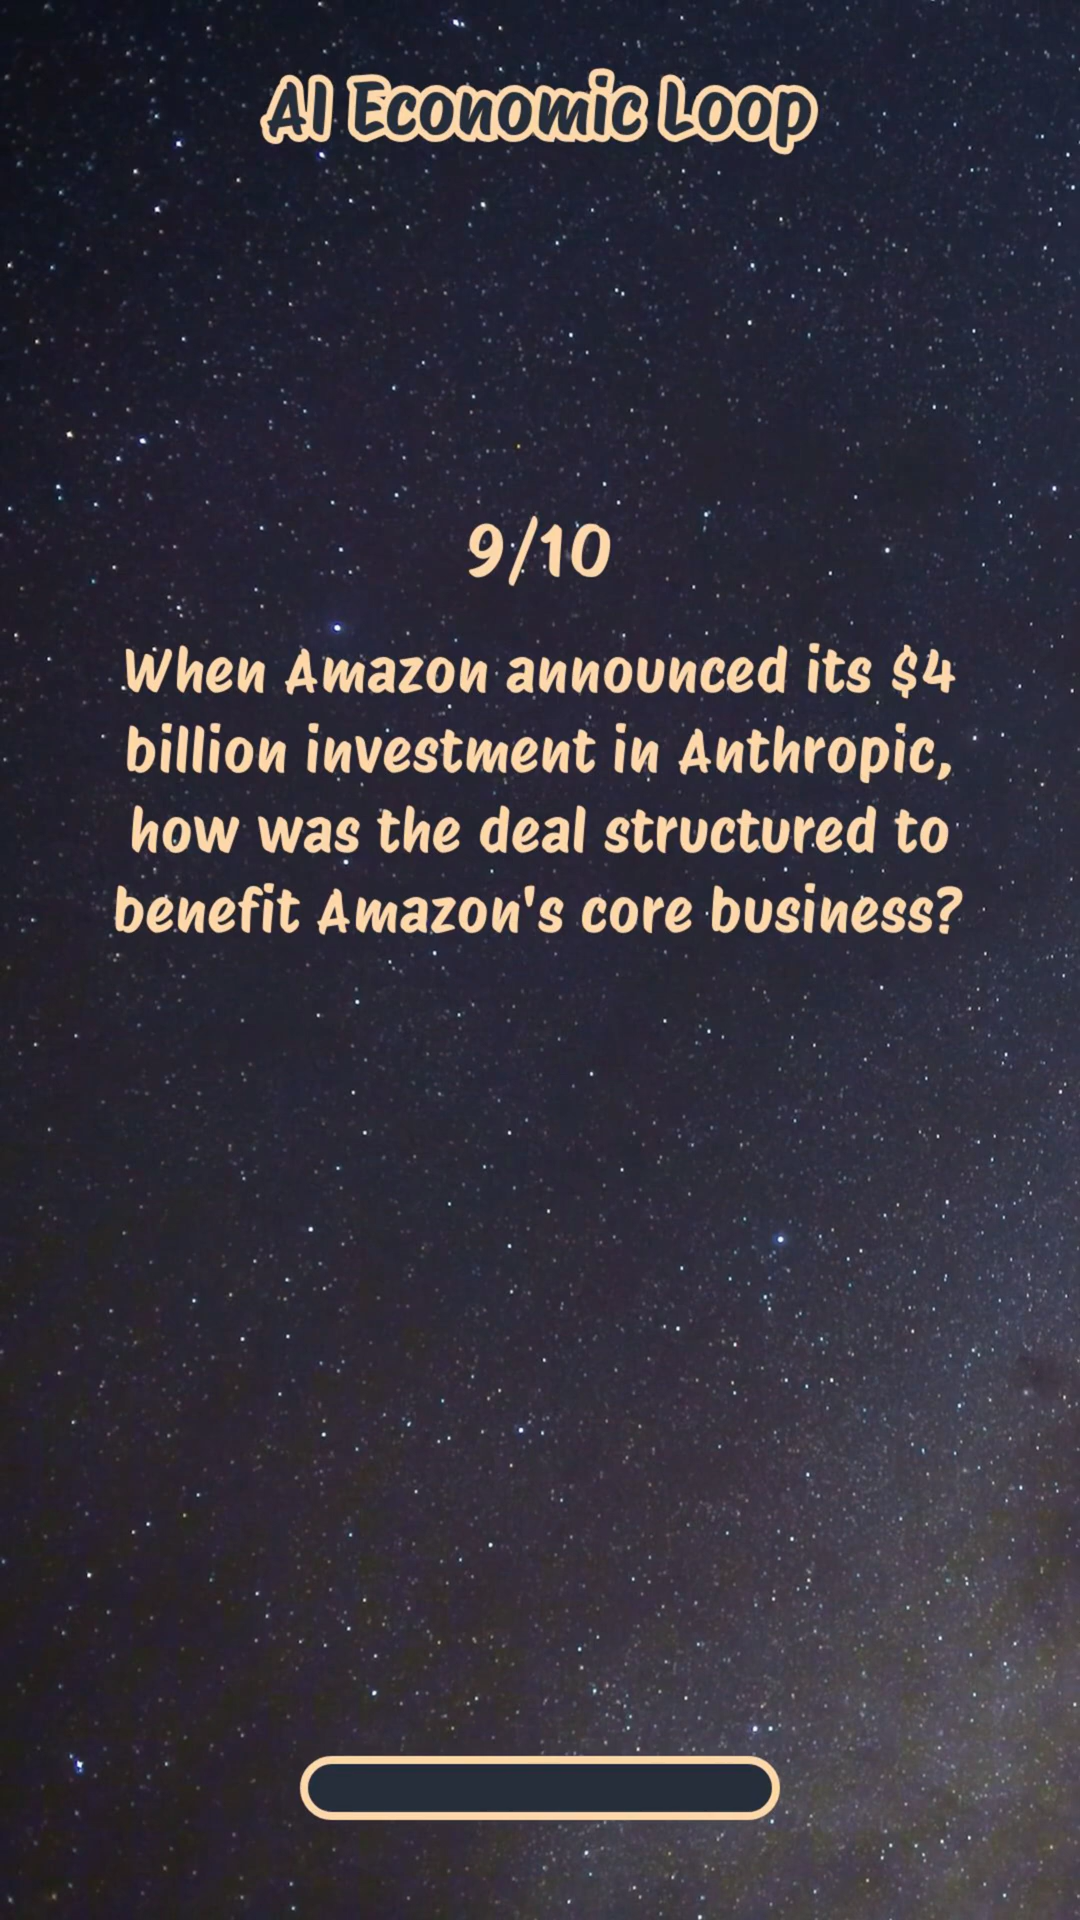 AI Economic Loop
9/10
When Amazon announced its $4
billion investment in Anthropic,
how was the deal structured to
benefit Amazon's core business?